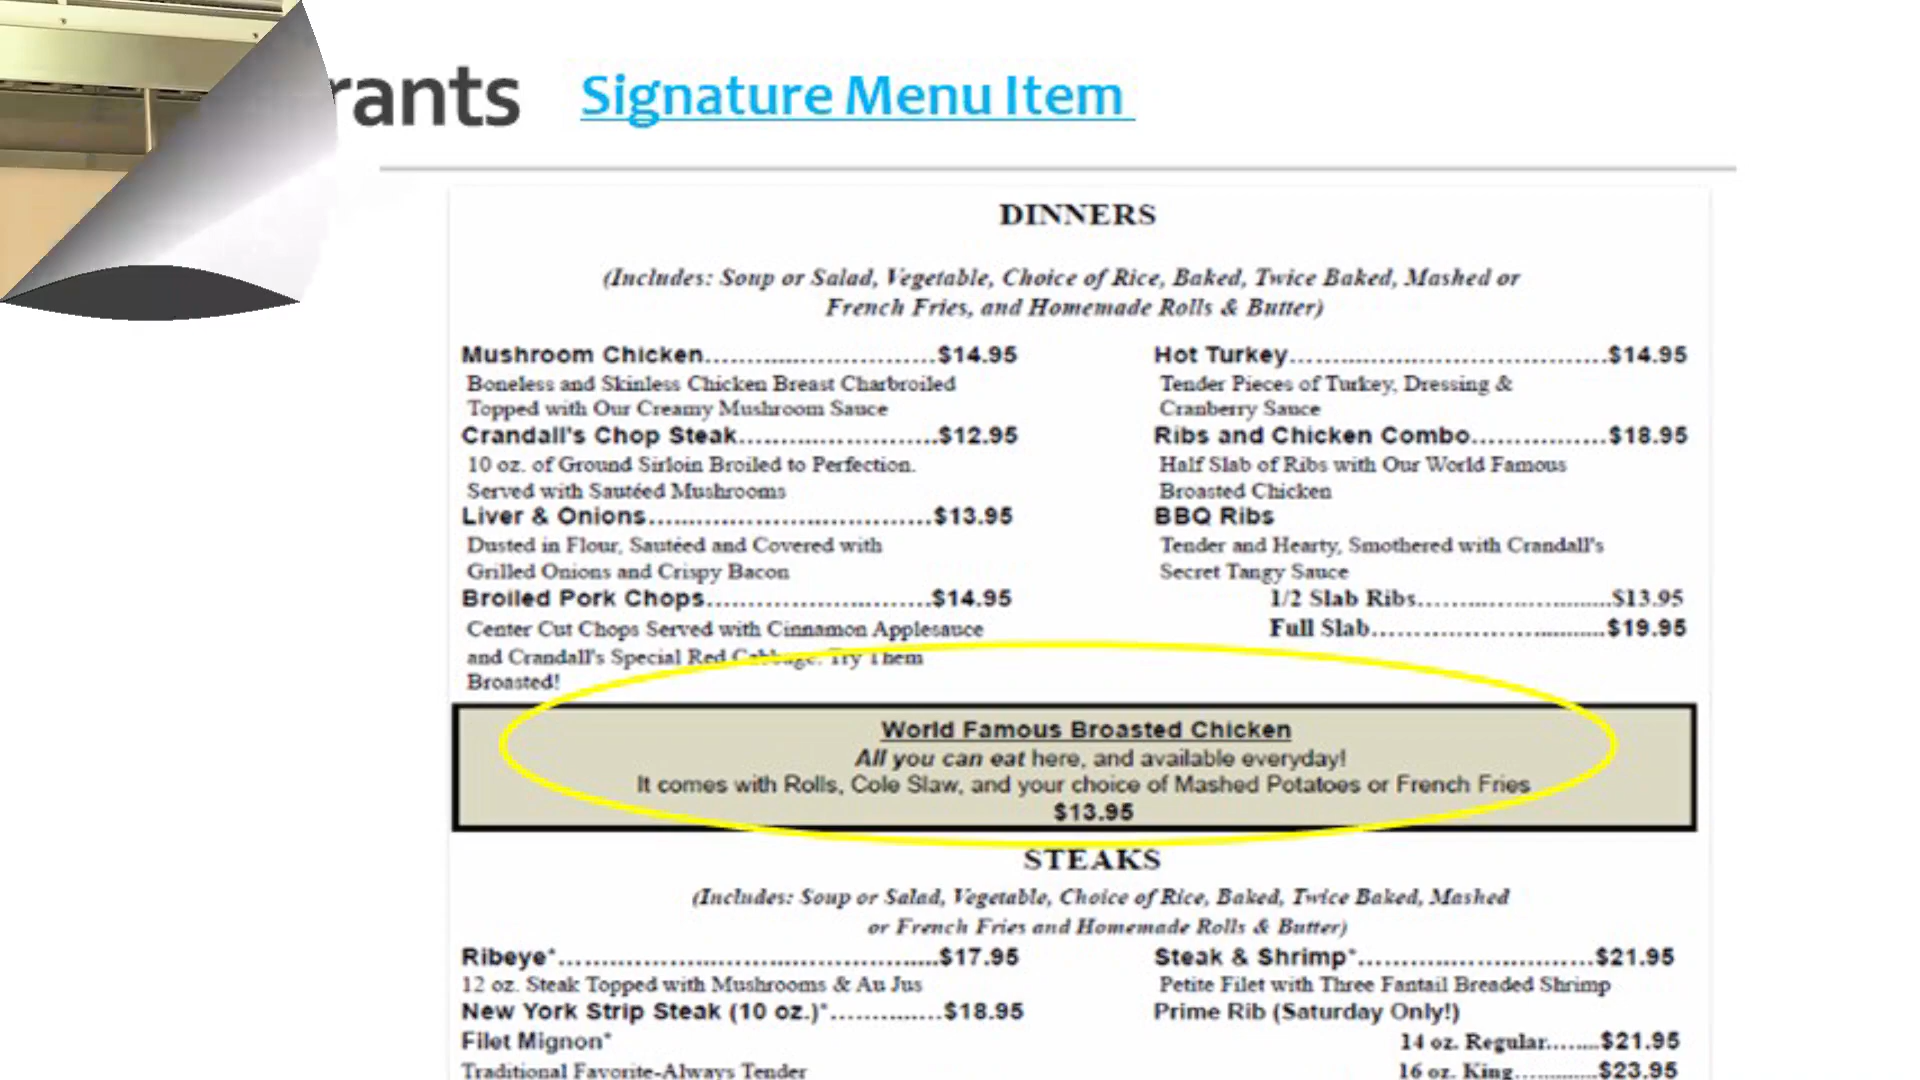 rants Signature Menu Item
DINNERS
(Includes: Soup or Salad, Vegetable, Choice of Rice, Baked, Twice Baked, Mashed or
French Fries, and Homemade Rolls & Butter)
Mushroom Chicken.....................................$14.95
Boneless and Skinless Chicken Breast Charbroiled
Topped with Our Creamy Mushroom Sauce
Crandall's Chop Steak................................$12.95
10 oz. of Ground Sirloin Broiled to Perfection.
Served with Sautéed Mushrooms
Liver & Onions............................................$13.95
Dusted in Flour, Sautéed and Covered with
Grilled Onions and Crispy Bacon
Broiled Pork Chops....................................$14.95
Center Cut Chops Served with Cinnamon Applesauce
and Crandall's Special Red Cabbage. Try Them
Broasted!
Hot Turkey..................................................$14.95
Tender Pieces of Turkey, Dressing &
Cranberry Sauce
Ribs and Chicken Combo......................$18.95
Half Slab of Ribs with Our World Famous
Broasted Chicken
BBQ Ribs
Tender and Hearty, Smothered with Crandall's
Secret Tangy Sauce
1/2 Slab Ribs..............................$13.95
Full Slab.....................................$19.95
World Famous Broasted Chicken
All you can eat here, and available everyday!
It comes with Rolls, Cole Slaw, and your choice of Mashed Potatoes or French Fries
$13.95
STEAKS
(Includes: Soup or Salad, Vegetable, Choice of Rice, Baked, Twice Baked, Mashed
or French Fries and Homemade Rolls & Butter)
Ribeye*.......................................................$17.95
12 oz. Steak Topped with Mushrooms & Au Jus
New York Strip Steak (10 oz.)*.................$18.95
Filet Mignon*
Traditional Favorite-Always Tender
Steak & Shrimp*...................................$21.95
Petite Filet with Three Fantail Breaded Shrimp
Prime Rib (Saturday Only!)
14 oz. Regular........$21.95
16 oz. King.............$23.95